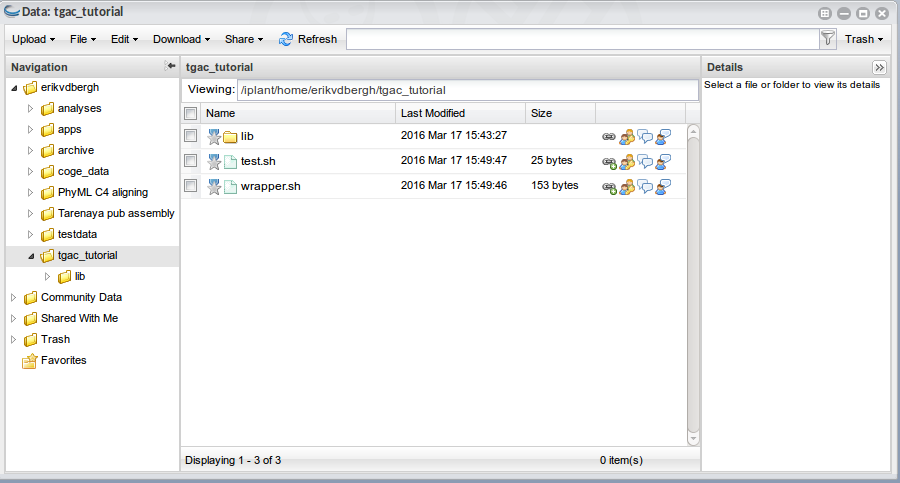 Data: tgac_tutorial
Upload File Edit Download Share Refresh Trash
Navigation
erikvdbergh
analyses
apps
archive
coge_data
PhyML C4 aligning
Tarenaya pub assembly
testdata
tgac_tutorial
lib
Community Data
Shared With Me
Trash
Favorites
tgac_tutorial
Viewing: /iplant/home/erikvdbergh/tgac_tutorial
Name Last Modified Size
lib 2016 Mar 17 15:43:27
test.sh 2016 Mar 17 15:49:47 25 bytes
wrapper.sh 2016 Mar 17 15:49:46 153 bytes
Displaying 1 - 3 of 3 0 item(s)
Details
Select a file or folder to view its details